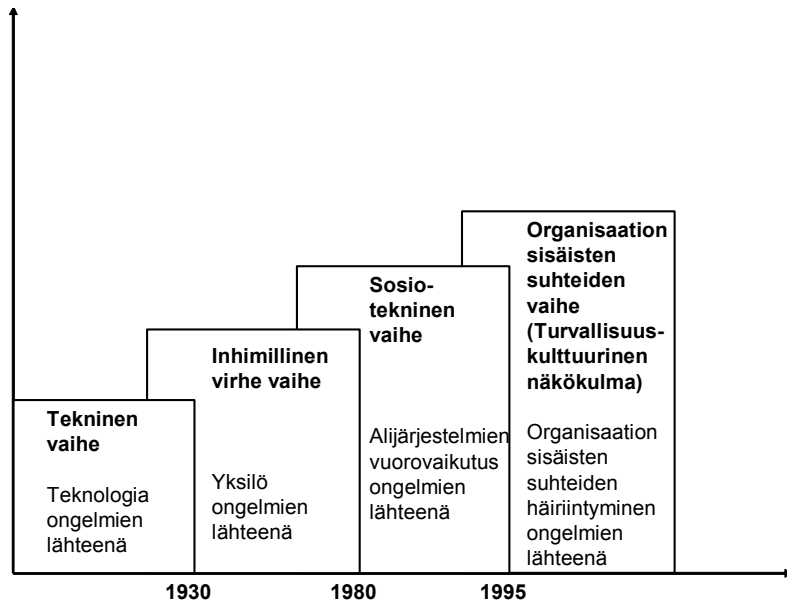 Tekninen
vaihe
Teknologia
ongelmien
lähteenä
Inhimillinen
virhe vaihe
Yksilö
ongelmien
lähteenä
Sosio-
tekninen
vaihe
Alijärjestelmien
vuorovaikutus
ongelmien
lähteenä
Organisaation
sisäisten
suhteiden
vaihe
(Turvallisuus-
kulttuurinen
näkökulma)
Organisaation
sisäisten
suhteiden
häiriintyminen
ongelmien
lähteenä
1930
1980
1995